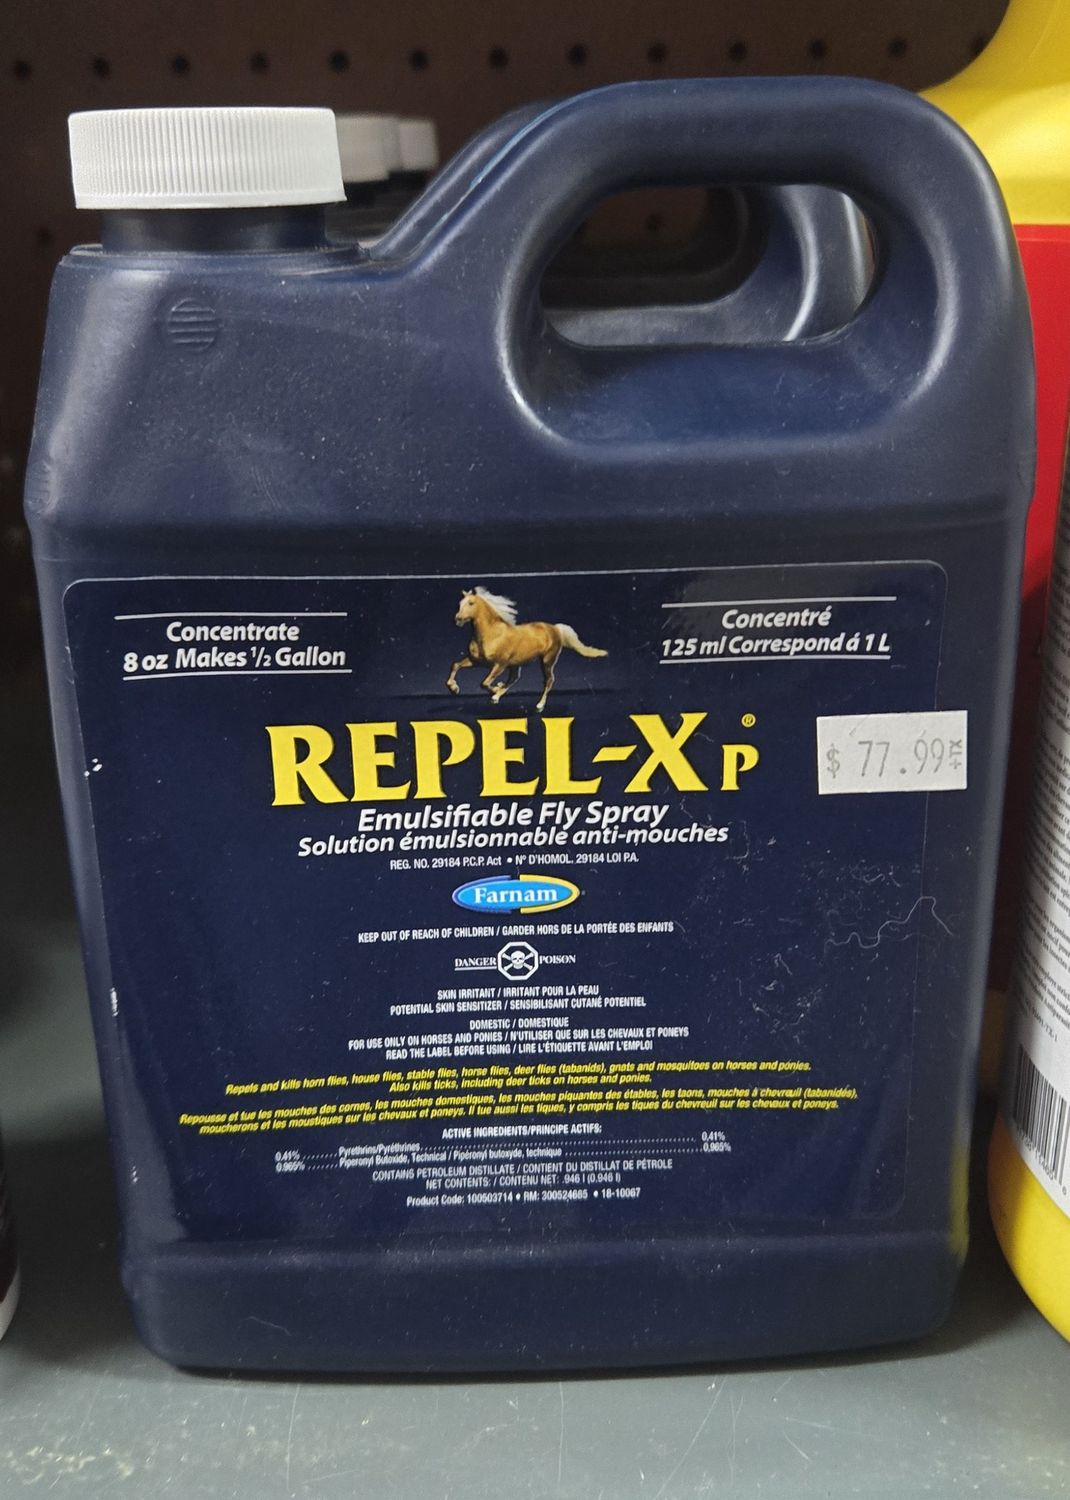 Concentrate
8 oz Makes ½ Gallon
Concentré
125 ml Correspond á 1 L
REPEL-X P®
$ 77.99 +TX
Emulsifiable Fly Spray
Solution émulsionnable anti-mouches
REG. NO. 29184 P.C.P. Act • N° D'HOMOL. 29184 LOI P.A.
Farnam
KEEP OUT OF REACH OF CHILDREN / GARDER HORS DE LA PORTÉE DES ENFANTS
DANGER POISON
SKIN IRRITANT / IRRITANT POUR LA PEAU
POTENTIAL SKIN SENSITIZER / SENSIBILISANT CUTANÉ POTENTIEL
DOMESTIC / DOMESTIQUE
FOR USE ONLY ON HORSES AND PONIES / N'UTILISER QUE SUR LES CHEVAUX ET PONEYS
READ THE LABEL BEFORE USING / LIRE L'ÉTIQUETTE AVANT L'EMPLOI
Repels and kills horn flies, house flies, stable flies, horse flies, deer flies (tabanids), gnats and mosquitoes on horses and ponies.
Also kills ticks, including deer ticks on horses and ponies.
Repousse et tue les mouches des cornes, les mouches domestiques, les mouches piquantes des étables, les taons, mouches à chevreuil (tabanidés),
moucherons et les moustiques sur les chevaux et poneys. Il tue aussi les tiques, y compris les tiques du chevreuil sur les chevaux et poneys.
ACTIVE INGREDIENTS/PRINCIPE ACTIFS:
0.41% ........ Pyrethrins/Pyréthrines ........ 0.41%
0.965% ....... Piperonyl Butoxide, Technical / Pipéronyl butoxyde, technique ........ 0.965%
CONTAINS PETROLEUM DISTILLATE / CONTIENT DU DISTILLAT DE PÉTROLE
NET CONTENTS: / CONTENU NET: .946 l (0.946 l)
Product Code: 100503714 • RM: 300524685 • 18-10067